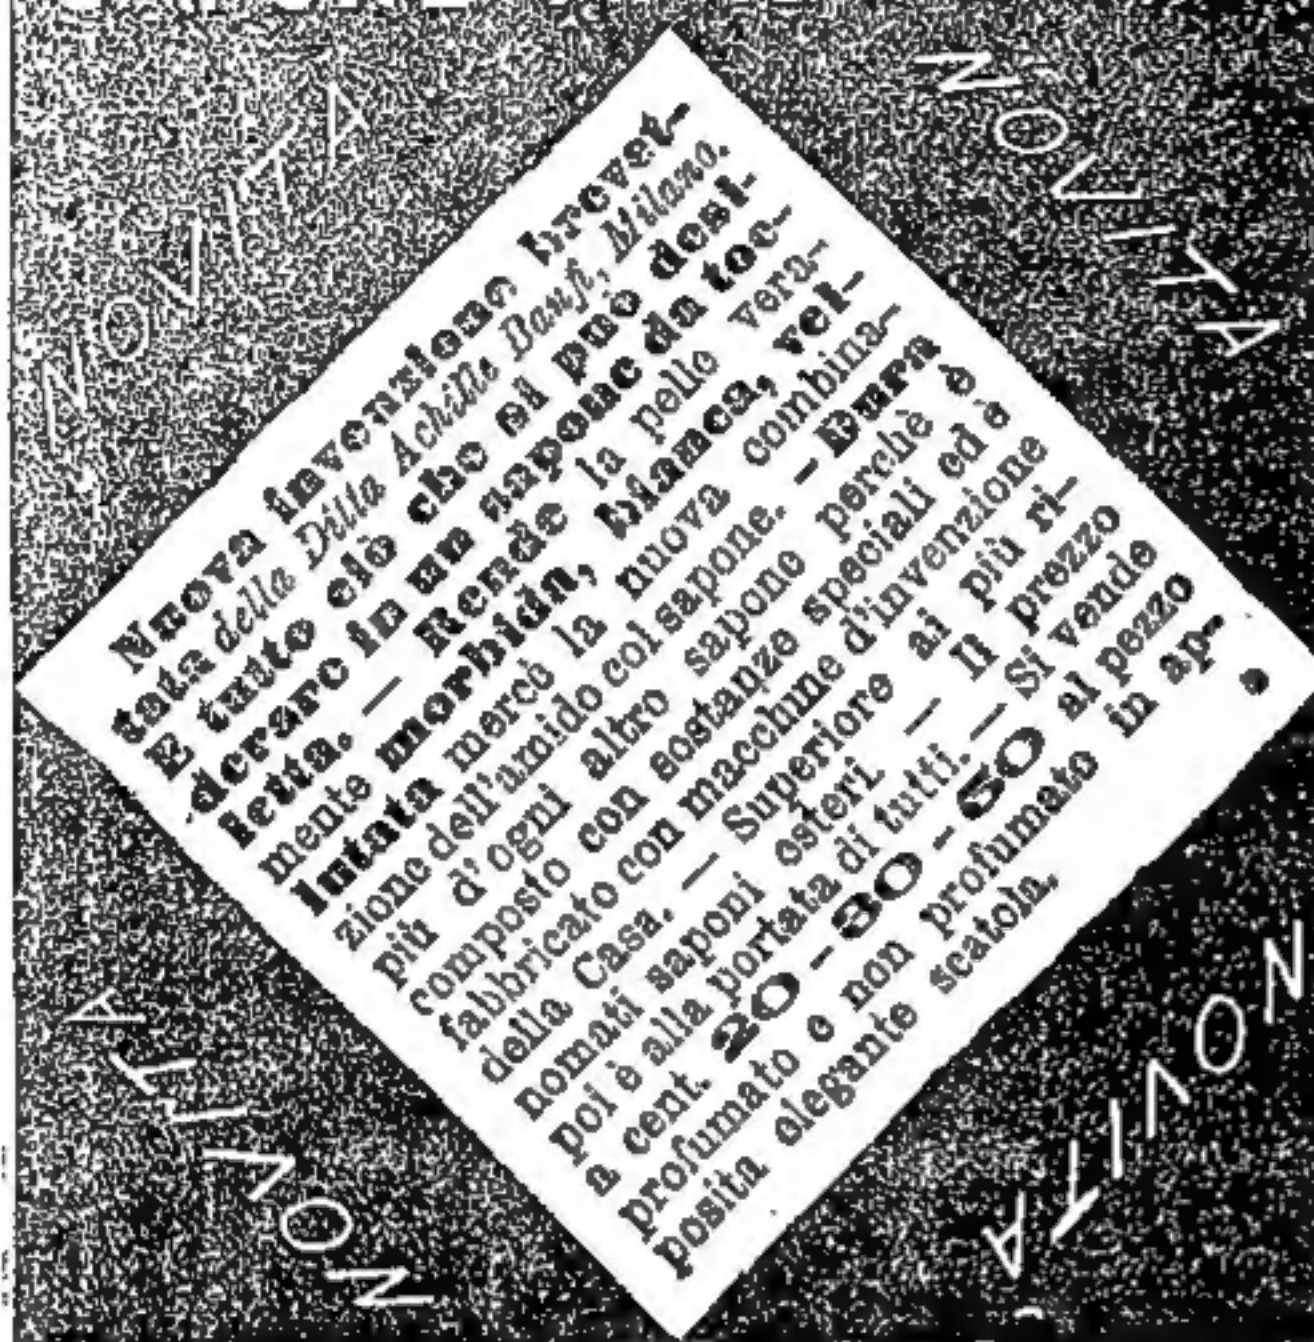 NOVITA
NOVITA
Nuova invenzione brevet-
tata della Ditta Achille Banfi, Milano.
E tutto ciò che si può desi-
derare in un sapone da toe-
letta. — Rende la pelle vera-
mente morbida, bianca, vel-
lutata mercè la nuova combina-
zione dell'amido col sapone. - Dura
più d'ogni altro sapone perchè è
composto con sostanze speciali ed è
fabbricato con macchine d'invenzione
della Casa. — Superiore ai più ri-
nomati saponi esteri. — Il prezzo
poi è alla portata di tutti. — Si vende
a cent. 20 - 30 - 50 al pezzo
profumato e non profumato in ap-
posita elegante scatola.
NOVITA
NOVITA